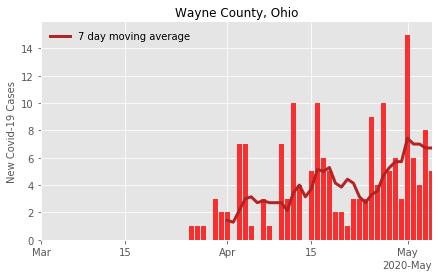 Wayne County, Ohio
7 day moving average
New Covid-19 Cases
14
12
10
8
6
4
2
0
Mar
15
Apr
15
May
2020-May